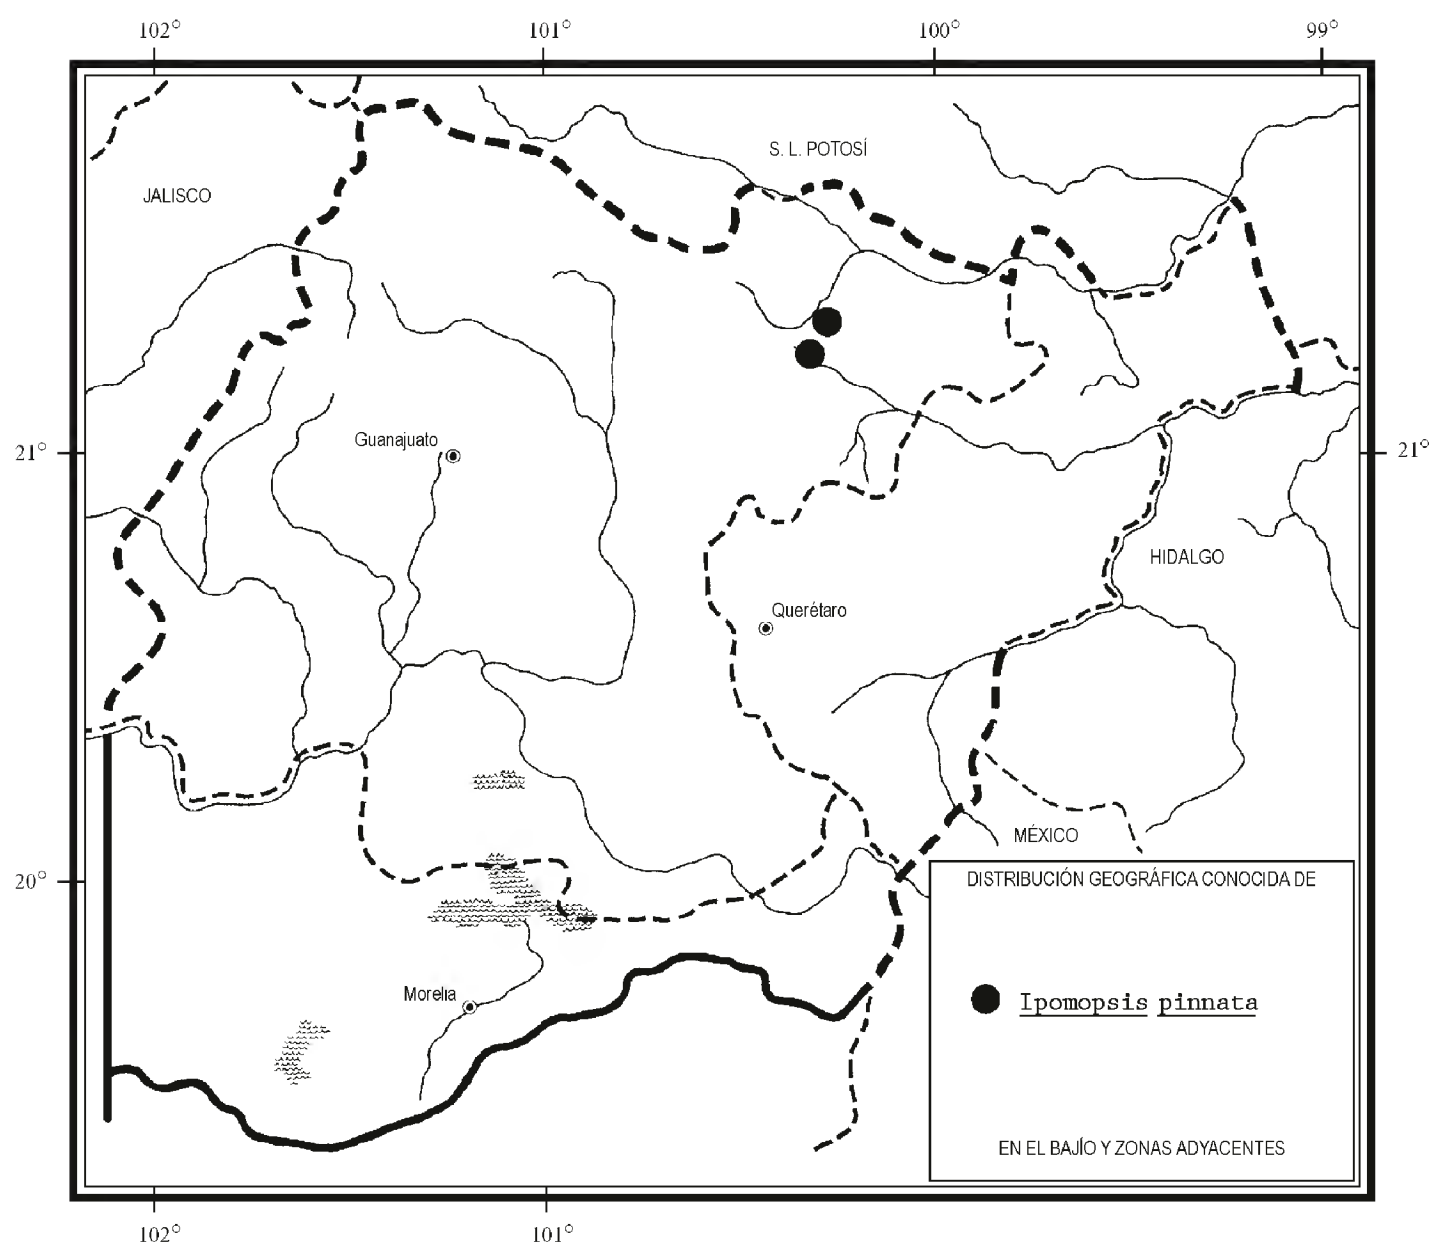 102° 101° 100° 99°
S. L. POTOSÍ
JALISCO
Guanajuato
21° 21°
HIDALGO
Querétaro
MÉXICO
20°
DISTRIBUCIÓN GEOGRÁFICA CONOCIDA DE
Morelia
Ipomopsis pinnata
EN EL BAJÍO Y ZONAS ADYACENTES
102° 101°